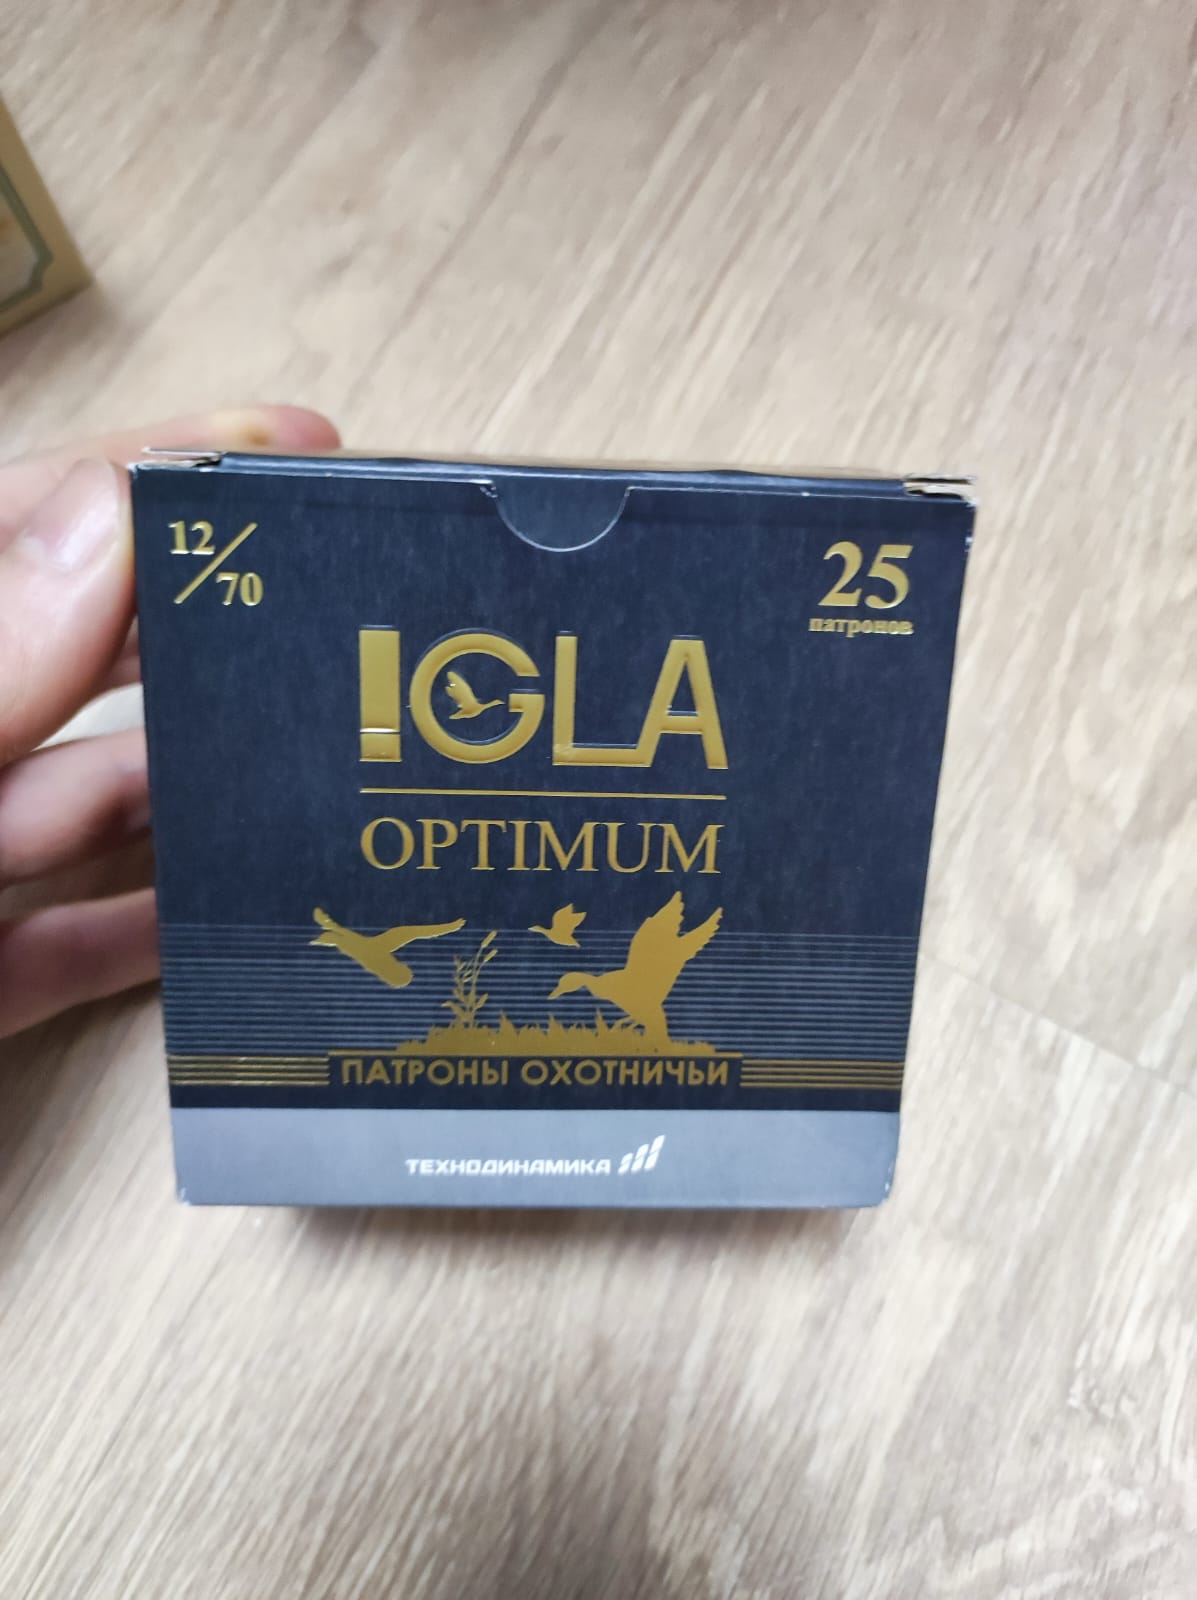 12/70
25
патронов
IGLA
OPTIMUM
ПАТРОНЫ ОХОТНИЧЬИ
ТЕХНОДИНАМИКА